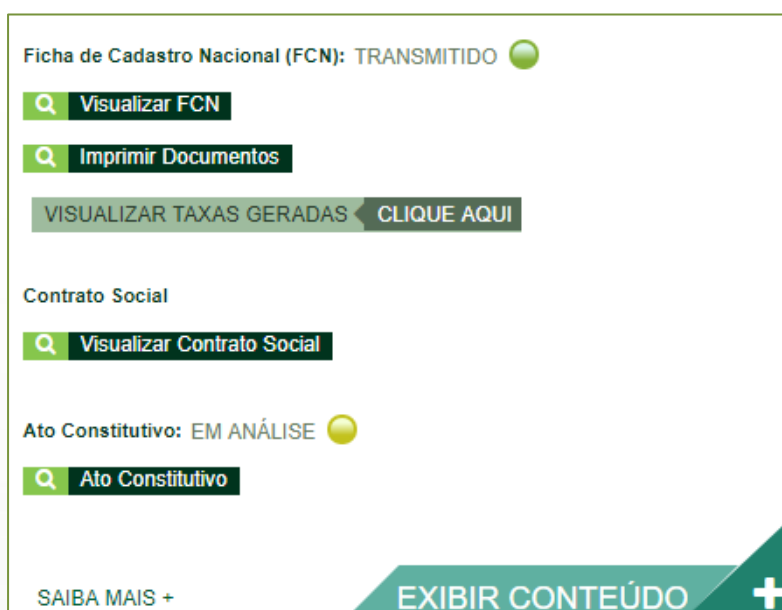 Ficha de Cadastro Nacional (FCN): TRANSMITIDO
Visualizar FCN
Imprimir Documentos
VISUALIZAR TAXAS GERADAS CLIQUE AQUI
Contrato Social
Visualizar Contrato Social
Ato Constitutivo: EM ANÁLISE
Ato Constitutivo
SAIBA MAIS + EXIBIR CONTEÚDO +